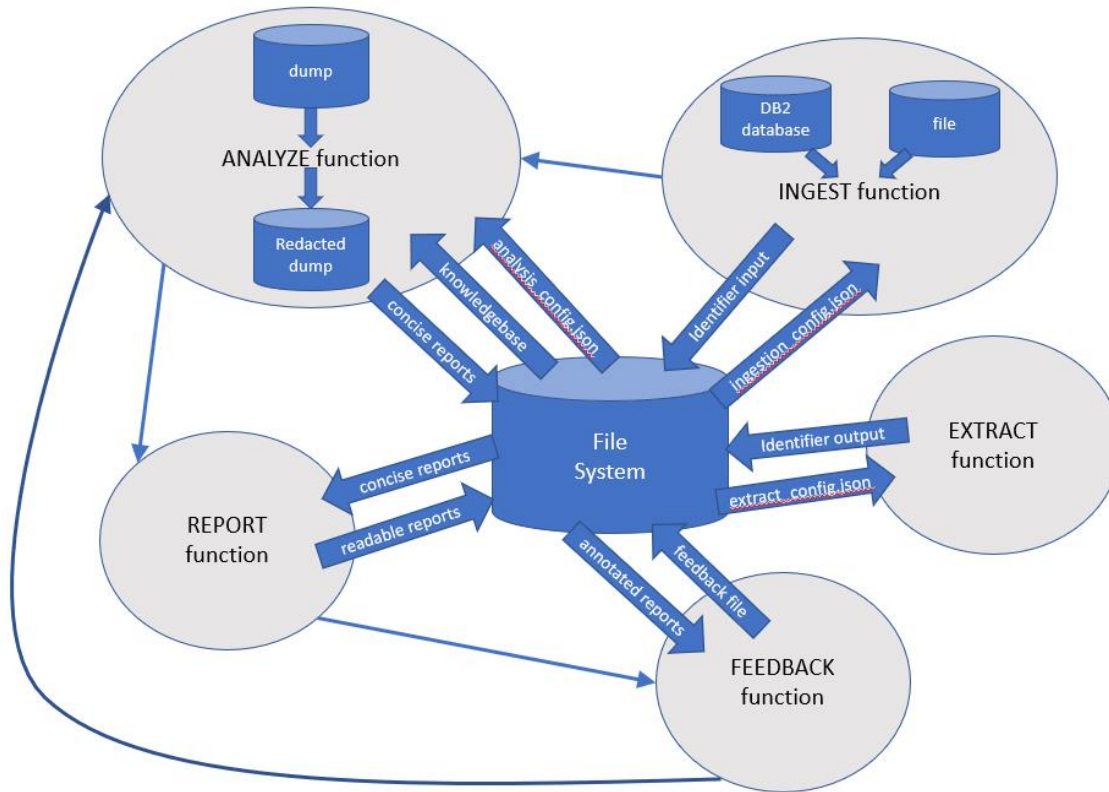 dump
ANALYZE function
Redacted
dump
DB2
database
file
INGEST function
analysis_config.json
knowledgebase
concise reports
Identifier input
ingestion_config.json
File
System
Identifier output
extract_config.json
EXTRACT
function
concise reports
readable reports
REPORT
function
annotated reports
feedback file
FEEDBACK
function